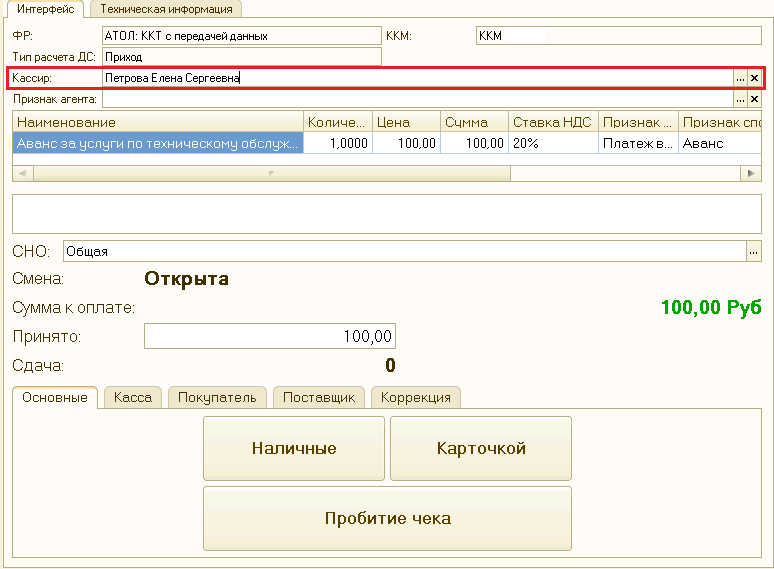 Интерфейс Техническая информация
ФР: АТОЛ: ККТ с передачей данных ККМ: ККМ
Тип расчета ДС: Приход
Кассир: Петрова Елена Сергеевна ... ×
Признак агента: ... ×
Наименование Количе... Цена Сумма Ставка НДС Признак ... Признак спо
Аванс за услуги по техническому обслуж... 1,0000 100,00 100,00 20% Платеж в... Аванс
СНО: Общая ...
Смена: Открыта
Сумма к оплате: 100,00 Руб
Принято: 100,00
Сдача: 0
Основные Касса Покупатель Поставщик Коррекция
Наличные Карточкой
Пробитие чека